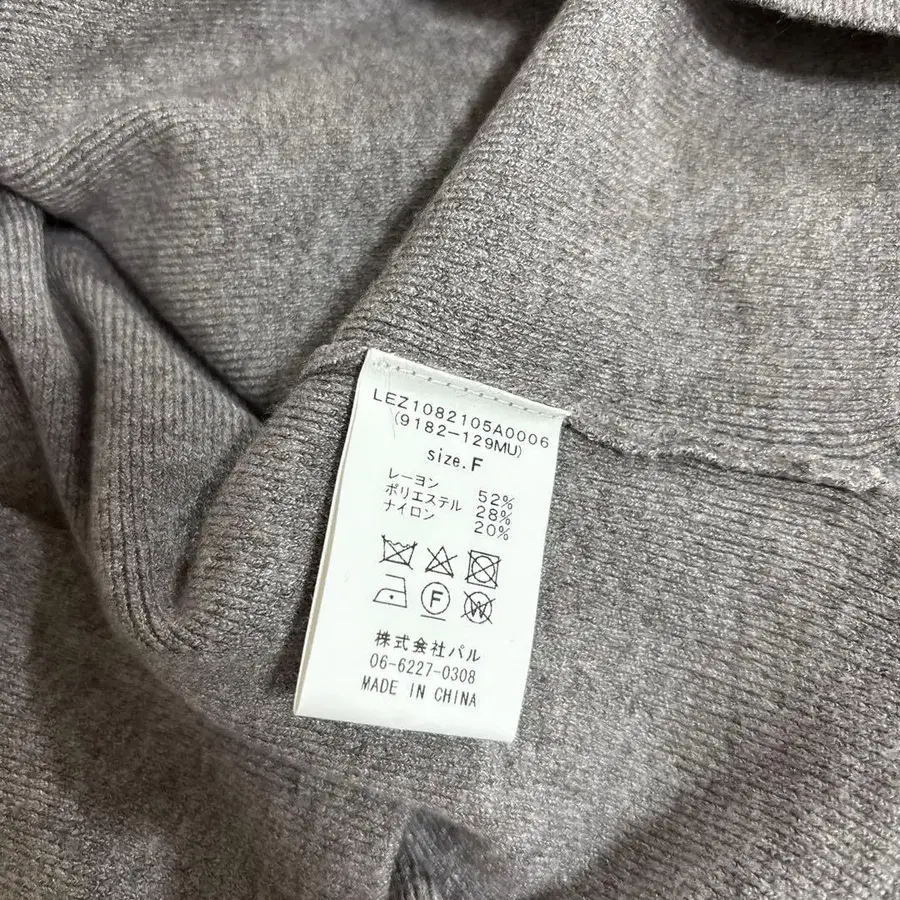 LEZ1082105A0006
(9182-129MU)
size.F
レーヨン 52%
ポリエステル 28%
ナイロン 20%
F W
株式会社パル
06-6227-0308
MADE IN CHINA